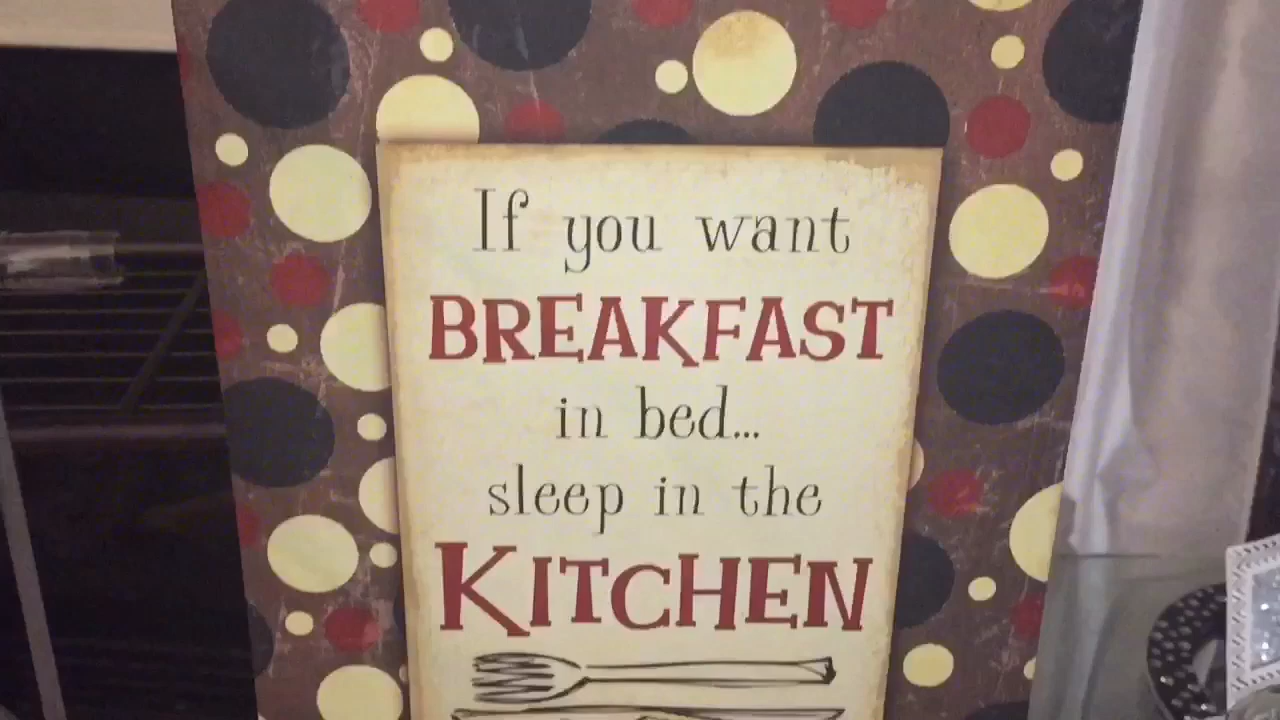 If you want
BREAKFAST
in bed...
sleep in the
KITCHEN